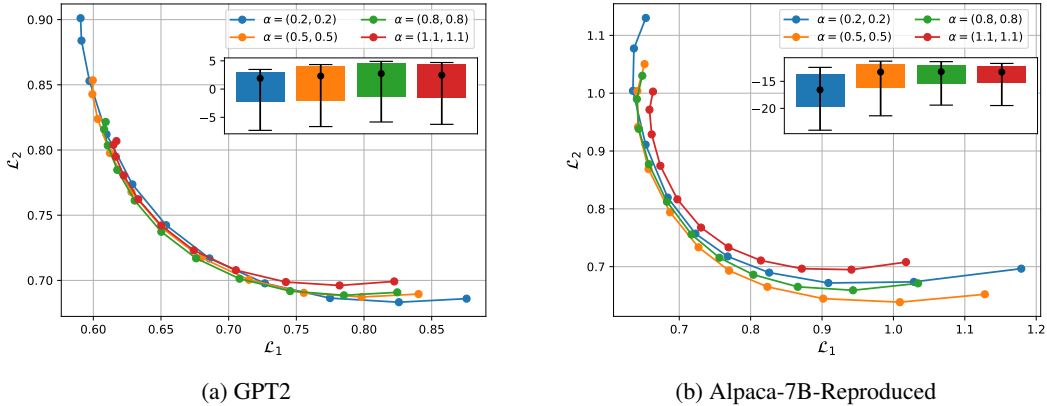 α = (0.2, 0.2) α = (0.8, 0.8)
α = (0.5, 0.5) α = (1.1, 1.1)
0.90
0.85
0.80
0.75
0.70
ℒ₂
5
0
−5
0.60 0.65 0.70 0.75 0.80 0.85
ℒ₁
(a) GPT2
α = (0.2, 0.2) α = (0.8, 0.8)
α = (0.5, 0.5) α = (1.1, 1.1)
1.1
1.0
0.9
0.8
0.7
0.6
ℒ₂
−15
−20
0.7 0.8 0.9 1.0 1.1 1.2
ℒ₁
(b) Alpaca-7B-Reproduced